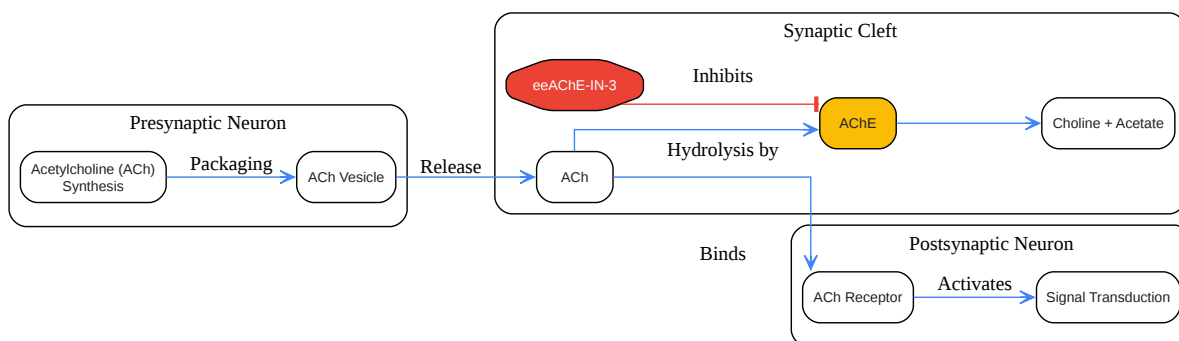 Synaptic Cleft
eeAChE-IN-3
Inhibits
AChE
Choline + Acetate
Hydrolysis by
Presynaptic Neuron
Acetylcholine (ACh)
Synthesis
Packaging
ACh Vesicle
Release
ACh
Binds
Postsynaptic Neuron
ACh Receptor
Activates
Signal Transduction